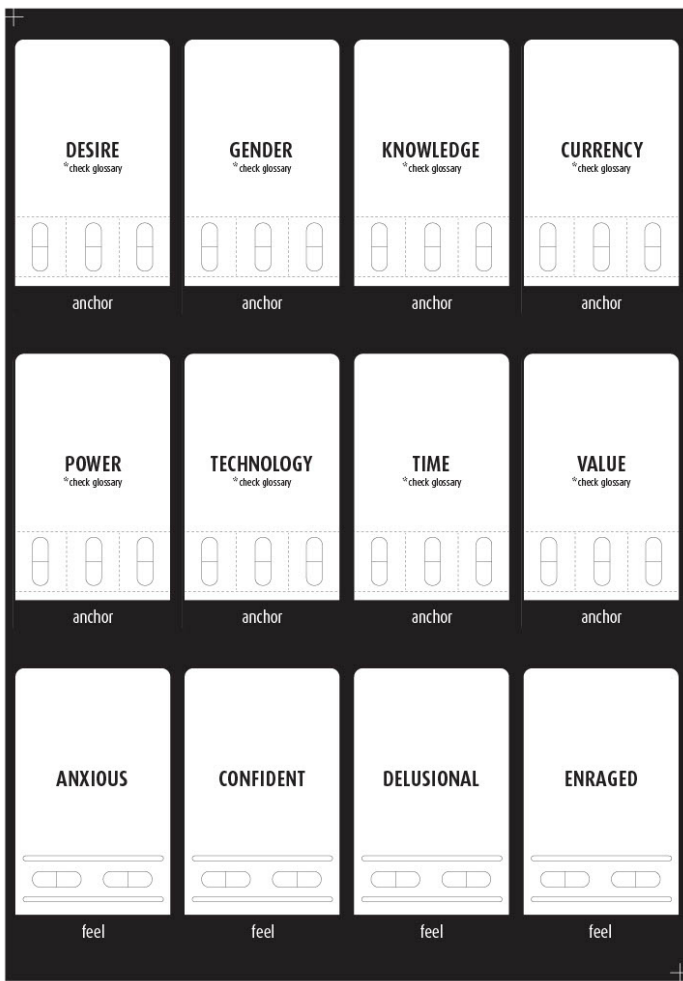 DESIRE
*check glossary
GENDER
*check glossary
KNOWLEDGE
*check glossary
CURRENCY
*check glossary
anchor
anchor
anchor
anchor
POWER
*check glossary
TECHNOLOGY
*check glossary
TIME
*check glossary
VALUE
*check glossary
anchor
anchor
anchor
anchor
ANXIOUS
CONFIDENT
DELUSIONAL
ENRAGED
feel
feel
feel
feel